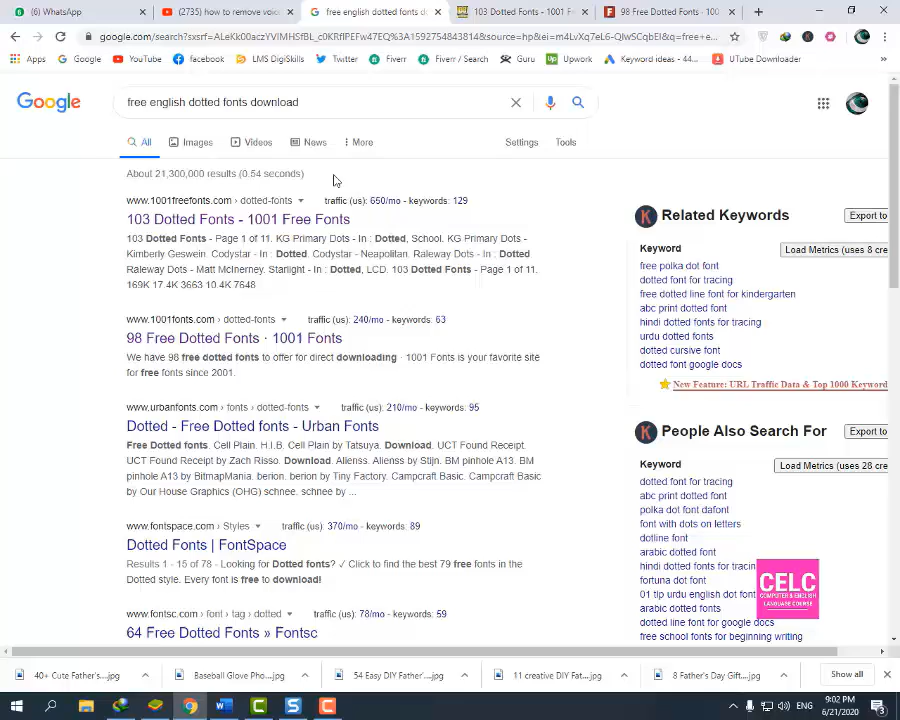 (6) WhatsApp
(2735) how to remove voice
free english dotted fonts d
103 Dotted Fonts - 1001 Fr
98 Free Dotted Fonts · 100
google.com/search?sxsrf=ALeKk00aczYVIMHSfBL_c0KRfIPEFw47EQ%3A1592754843814&source=hp&ei=m4LvXq7eL6-QlwSCqbEI&q=free+e...
Apps
Google
YouTube
facebook
LMS DigiSkills
Twitter
Fiverr
Fiverr / Search
Guru
Upwork
Keyword ideas - 44...
UTube Downloader
Google
free english dotted fonts download
All
Images
Videos
News
More
Settings
Tools
About 21,300,000 results (0.54 seconds)
www.1001freefonts.com › dotted-fonts traffic (us): 650/mo - keywords: 129
103 Dotted Fonts - 1001 Free Fonts
103 Dotted Fonts - Page 1 of 11. KG Primary Dots - In : Dotted, School. KG Primary Dots -
Kimberly Geswein - In : Dotted. Codystar - In : Dotted. Codystar - Neapolitan. Raleway Dots - In : Dotted
Raleway Dots - Matt McInerney. Starlight - In : Dotted, LCD. 103 Dotted Fonts - Page 1 of 11.
169K 17.4K 3663 10.4K 7648
www.1001fonts.com › dotted-fonts traffic (us): 240/mo - keywords: 63
98 Free Dotted Fonts · 1001 Fonts
We have 98 free dotted fonts to offer for direct downloading · 1001 Fonts is your favorite site
for free fonts since 2001.
www.urbanfonts.com › fonts › dotted-fonts traffic (us): 210/mo - keywords: 95
Dotted - Free Dotted fonts - Urban Fonts
Free Dotted fonts. Cell Plain. H.I.B. Cell Plain by Tatsuya. Download. UCT Found Receipt.
UCT Found Receipt by Zach Risso. Download. Alienss. Alienss by Stijn. BM pinhole A13. BM
pinhole A13 by BitmapMania. berion. berion by Tiny Factory. Campcraft Basic. Campcraft Basic
by Our House Graphics (OHG) schnee. schnee by ...
www.fontspace.com › Styles traffic (us): 370/mo - keywords: 89
Dotted Fonts | FontSpace
Results 1 - 15 of 78 - Looking for Dotted fonts? ✓ Click to find the best 79 free fonts in the
Dotted style. Every font is free to download!
www.fontsc.com › font › tag › dotted traffic (us): 78/mo - keywords: 59
64 Free Dotted Fonts » Fontsc
Related Keywords
Export to
Keyword
Load Metrics (uses 8 cre
free polka dot font
dotted font for tracing
free dotted line font for kindergarten
abc print dotted font
hindi dotted fonts for tracing
urdu dotted fonts
dotted cursive font
dotted font google docs
New Feature: URL Traffic Data & Top 1000 Keyword
People Also Search For
Export to
Keyword
Load Metrics (uses 28 cre
dotted font for tracing
abc print dotted font
polka dot font dafont
font with dots on letters
dotline font
arabic dotted font
hindi dotted fonts for tracin
fortuna dot font
01 tip urdu english dot font
arabic dotted fonts
dotted line font for google docs
free school fonts for beginning writing
CELC
COMPUTER & ENGLISH
LANGUAGE COURSE
40+ Cute Father's....jpg
Baseball Glove Pho....jpg
54 Easy DIY Father'....jpg
11 creative DIY Fat....jpg
8 Father's Day Gift....jpg
Show all
ENG
9:02 PM
6/21/2020
3